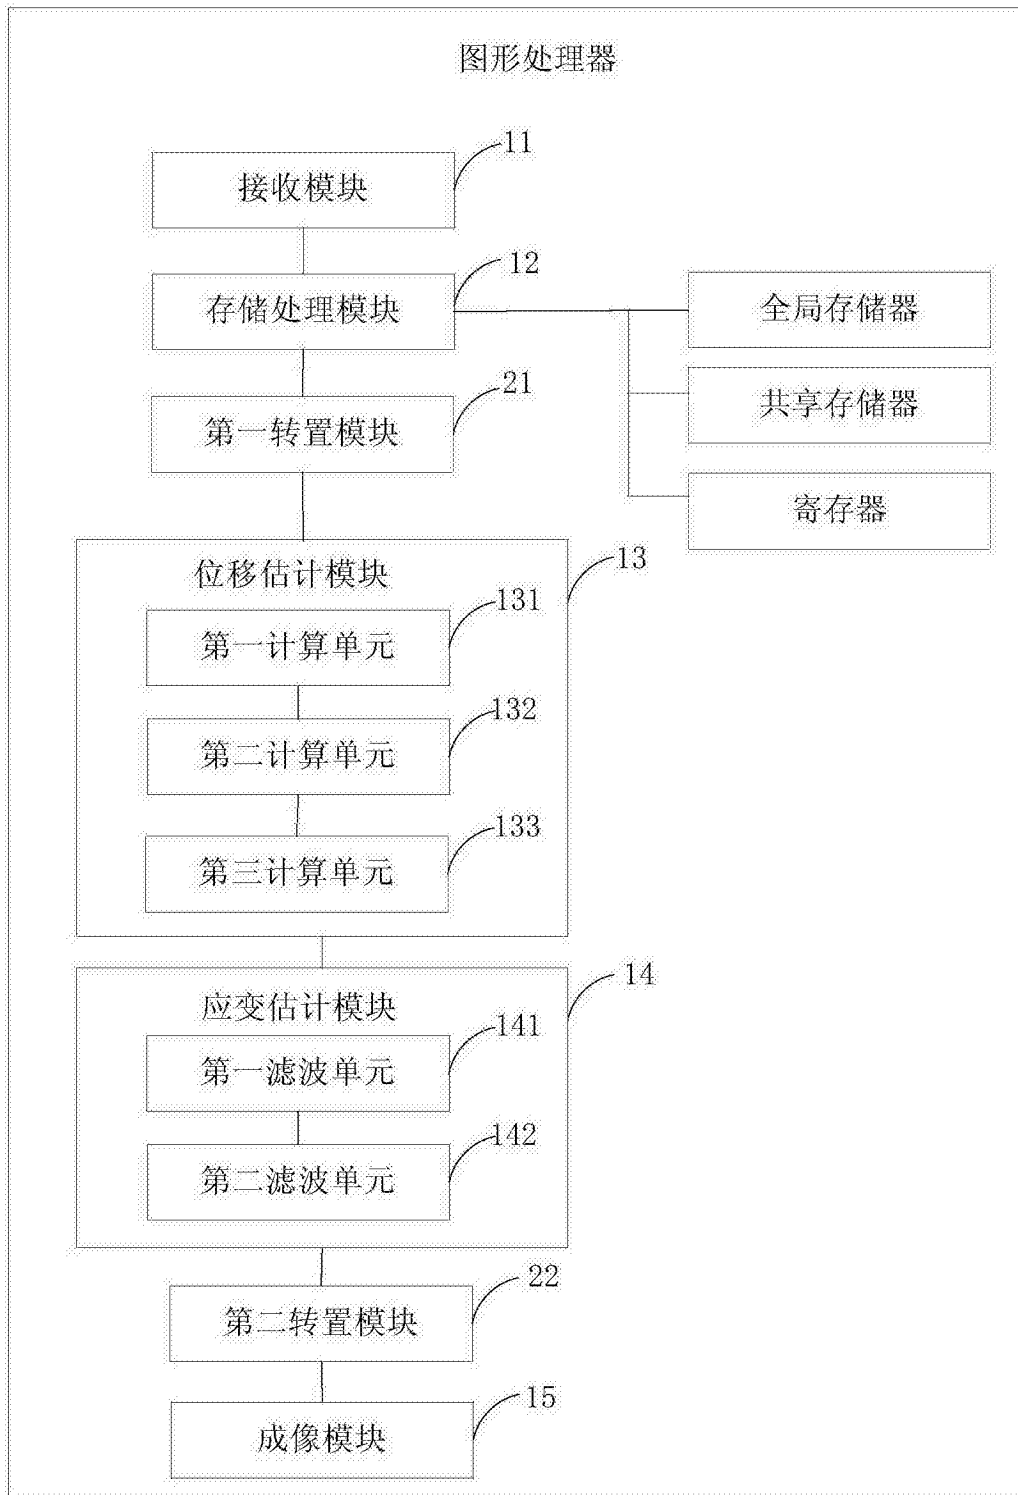 图形处理器
11
接收模块
12
存储处理模块
全局存储器
共享存储器
寄存器
21
第一转置模块
13
位移估计模块
131
第一计算单元
132
第二计算单元
133
第三计算单元
14
应变估计模块
141
第一滤波单元
142
第二滤波单元
22
第二转置模块
15
成像模块